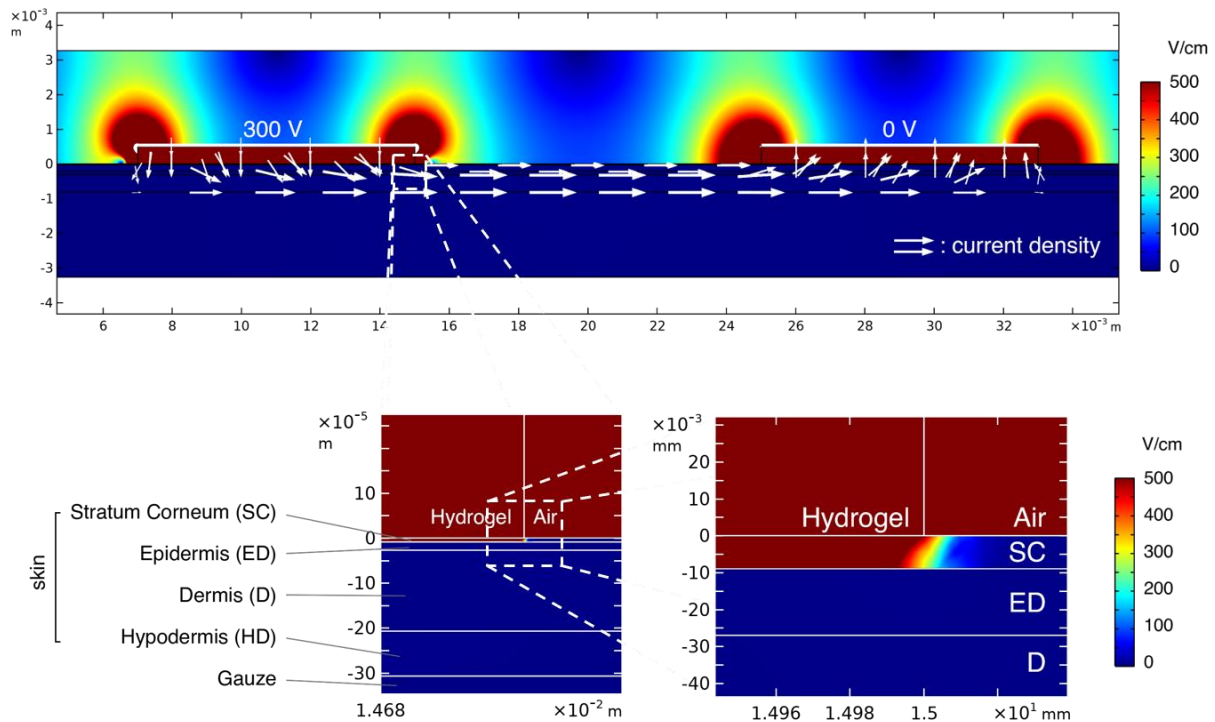 ×10⁻³
m
V/cm
4
3
2
1
0
-1
-2
-3
-4
300 V
0 V
: current density
500
400
300
200
100
0
6 8 10 12 14 16 18 20 22 24 26 28 30 32 34 ×10⁻³ m
×10⁻⁵
m
10
0
-10
-20
-30
Hydrogel Air
skin
Stratum Corneum (SC)
Epidermis (ED)
Dermis (D)
Hypodermis (HD)
Gauze
1.468 ×10⁻² m
×10⁻³
mm
20
10
0
-10
-20
-30
-40
Hydrogel Air
SC
ED
D
1.496 1.498 1.5 ×10¹ mm
V/cm
500
400
300
200
100
0